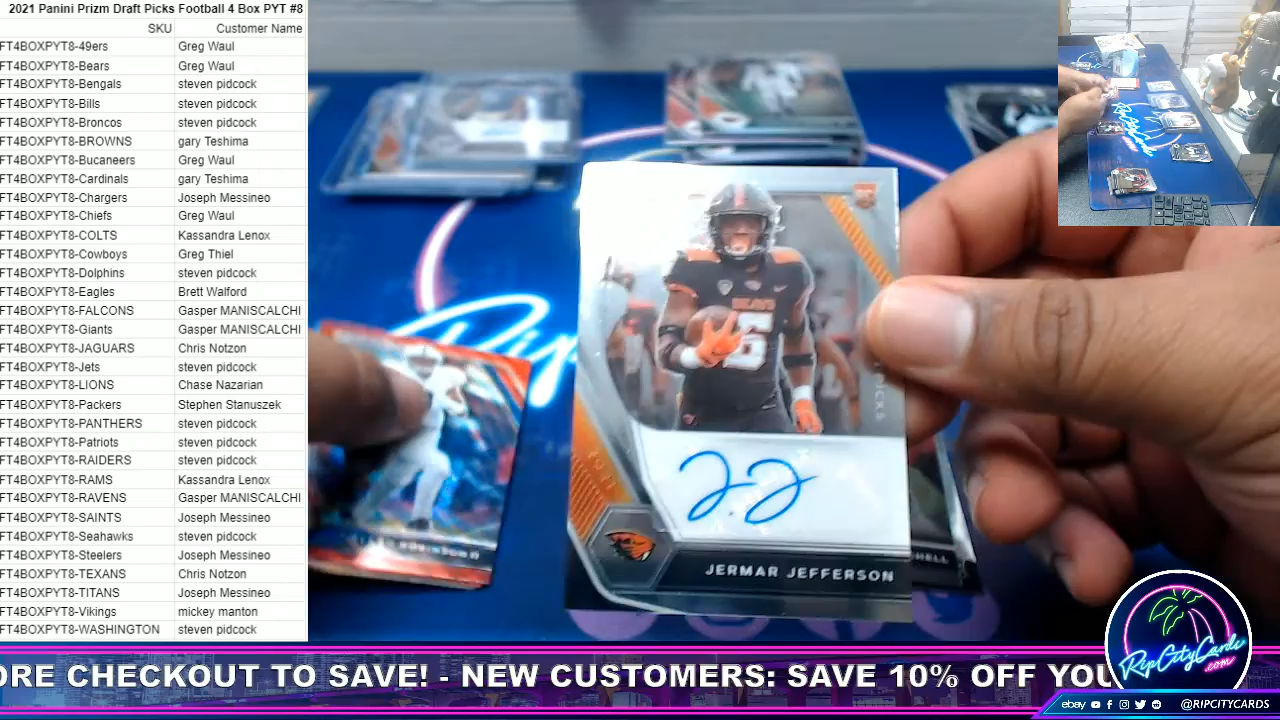 2021 Panini Prizm Draft Picks Football 4 Box PYT #8
SKU Customer Name
FT4BOXPYT8-49ers Greg Waul
FT4BOXPYT8-Bears Greg Waul
FT4BOXPYT8-Bengals steven pidcock
FT4BOXPYT8-Bills steven pidcock
FT4BOXPYT8-Broncos steven pidcock
FT4BOXPYT8-BROWNS gary Teshima
FT4BOXPYT8-Bucaneers Greg Waul
FT4BOXPYT8-Cardinals gary Teshima
FT4BOXPYT8-Chargers Joseph Messineo
FT4BOXPYT8-Chiefs Greg Waul
FT4BOXPYT8-COLTS Kassandra Lenox
FT4BOXPYT8-Cowboys Greg Thiel
FT4BOXPYT8-Dolphins steven pidcock
FT4BOXPYT8-Eagles Brett Walford
FT4BOXPYT8-FALCONS Gasper MANISCALCHI
FT4BOXPYT8-Giants Gasper MANISCALCHI
FT4BOXPYT8-JAGUARS Chris Notzon
FT4BOXPYT8-Jets steven pidcock
FT4BOXPYT8-LIONS Chase Nazarian
FT4BOXPYT8-Packers Stephen Stanuszek
FT4BOXPYT8-PANTHERS steven pidcock
FT4BOXPYT8-Patriots steven pidcock
FT4BOXPYT8-RAIDERS steven pidcock
FT4BOXPYT8-RAMS Kassandra Lenox
FT4BOXPYT8-RAVENS Gasper MANISCALCHI
FT4BOXPYT8-SAINTS Joseph Messineo
FT4BOXPYT8-Seahawks steven pidcock
FT4BOXPYT8-Steelers Joseph Messineo
FT4BOXPYT8-TEXANS Chris Notzon
FT4BOXPYT8-TITANS Joseph Messineo
FT4BOXPYT8-Vikings mickey manton
FT4BOXPYT8-WASHINGTON steven pidcock
6
JJ
JERMAR JEFFERSON
ORE CHECKOUT TO SAVE! - NEW CUSTOMERS: SAVE 10% OFF YOU
RipCityCards
.com
ebay @RIPCITYCARDS